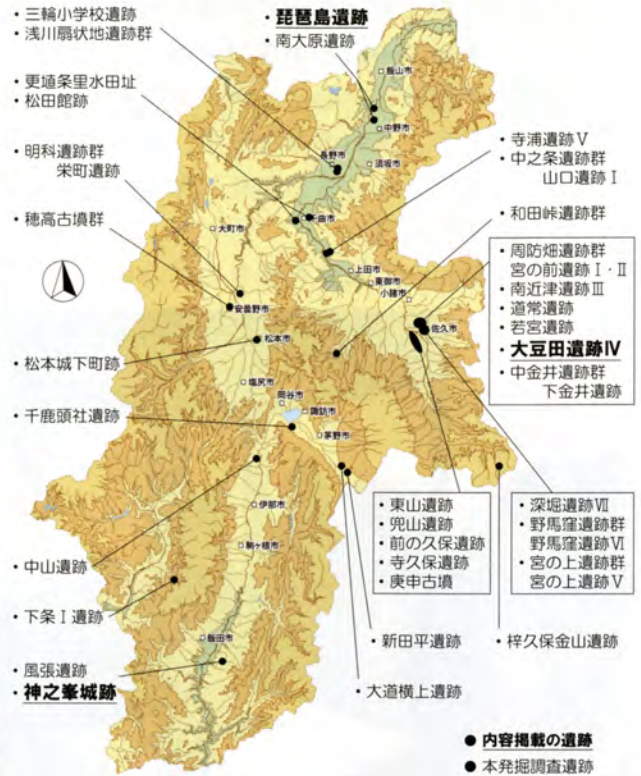 ・三輪小学校遺跡
・浅川扇状地遺跡群
・琵琶島遺跡
・南大原遺跡
・更埴条里水田址
・松田館跡
・明科遺跡群
栄町遺跡
・穂高古墳群
・松本城下町跡
・千鹿頭社遺跡
・中山遺跡
・下条Ⅰ遺跡
・風張遺跡
・神之峯城跡
・寺浦遺跡Ⅴ
・中之条遺跡群
山口遺跡Ⅰ
・和田峠遺跡群
・周防畑遺跡群
宮の前遺跡Ⅰ・Ⅱ
・南近津遺跡Ⅲ
・道常遺跡
・若宮遺跡
・大豆田遺跡Ⅳ
・中金井遺跡群
下金井遺跡
・東山遺跡
・兜山遺跡
・前の久保遺跡
・寺久保遺跡
・庚申古墳
・深堀遺跡Ⅶ
・野馬窪遺跡群
野馬窪遺跡Ⅵ
・宮の上遺跡群
宮の上遺跡Ⅴ
・新田平遺跡
・梓久保金山遺跡
・大道横上遺跡
飯山市
中野市
長野市
須坂市
千曲市
大町市
上田市
東御市
小諸市
佐久市
安曇野市
松本市
塩尻市
岡谷市
諏訪市
茅野市
伊那市
駒ヶ根市
飯田市
● 内容掲載の遺跡
● 本発掘調査遺跡